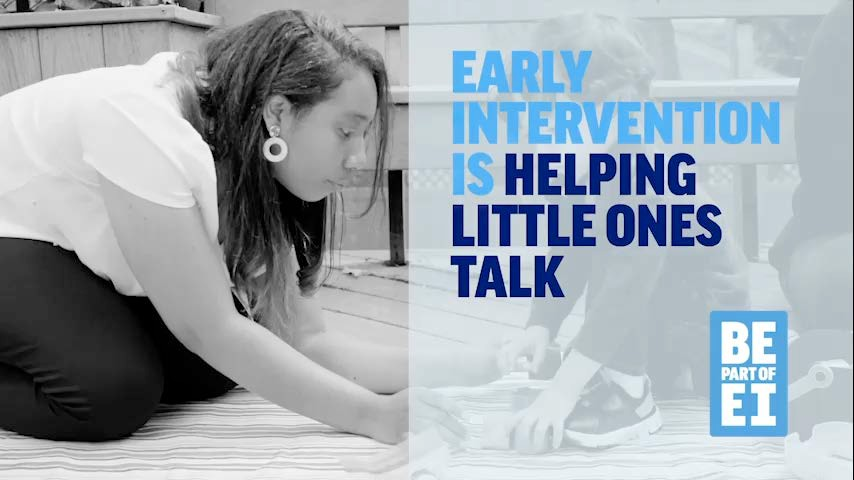 EARLY
INTERVENTION
IS HELPING
LITTLE ONES
TALK
BE
PART OF
EI